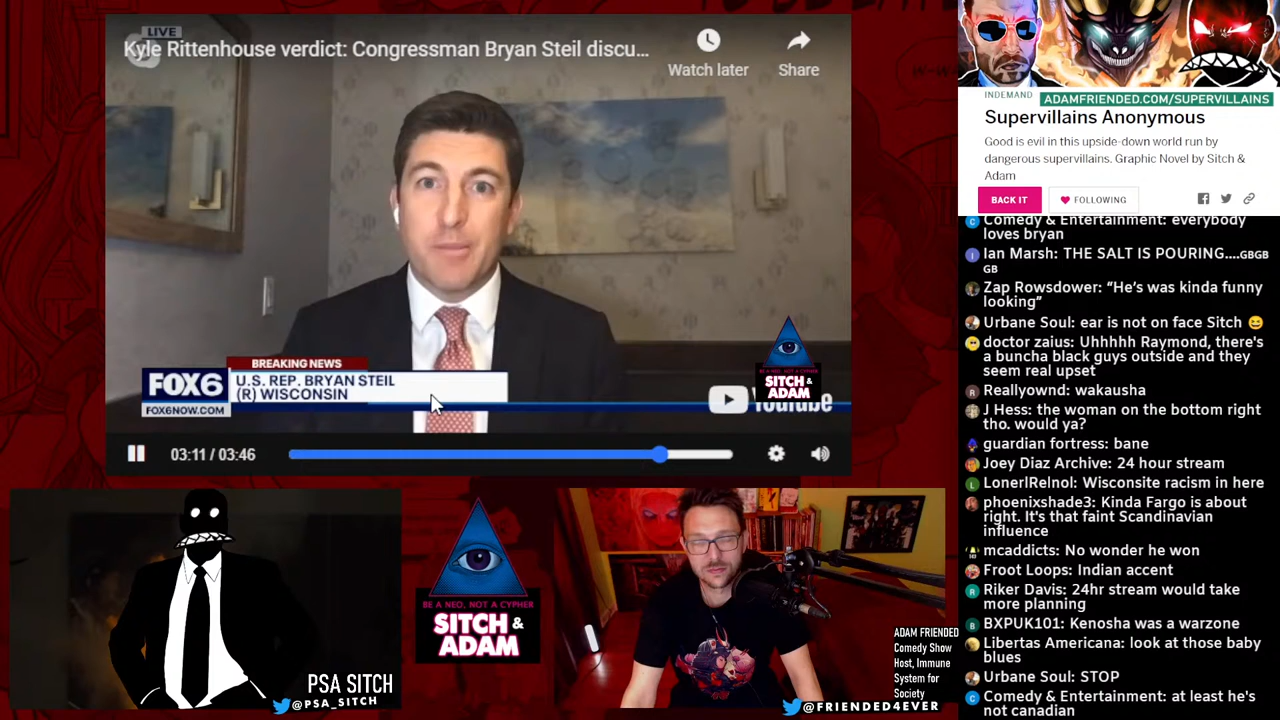 LIVE
Kyle Rittenhouse verdict: Congressman Bryan Steil discu...
Watch later
Share
BREAKING NEWS
FOX6
FOX6NOW.COM
U.S. REP. BRYAN STEIL
(R) WISCONSIN
BE A NEO, NOT A CYPHER
SITCH &
ADAM
YouTube
03:11 / 03:46
INDEMAND
ADAMFRIENDED.COM/SUPERVILLAINS
Supervillains Anonymous
Good is evil in this upside-down world run by
dangerous supervillains. Graphic Novel by Sitch &
Adam
BACK IT
FOLLOWING
Comedy & Entertainment: everybody
loves bryan
Ian Marsh: THE SALT IS POURING....GBGB
GB
Zap Rowsdower: “He’s was kinda funny
looking”
Urbane Soul: ear is not on face Sitch 😆
doctor zaius: Uhhhhh Raymond, there's
a buncha black guys outside and they
seem real upset
Reallyownd: wakausha
J Hess: the woman on the bottom right
tho. would ya?
guardian fortress: bane
Joey Diaz Archive: 24 hour stream
LonerIRelnol: Wisconsite racism in here
phoenixshade3: Kinda Fargo is about
right. It's that faint Scandinavian
influence
mcaddicts: No wonder he won
Froot Loops: Indian accent
Riker Davis: 24hr stream would take
more planning
BXPUK101: Kenosha was a warzone
Libertas Americana: look at those baby
blues
Urbane Soul: STOP
Comedy & Entertainment: at least he's
not canadian
PSA SITCH
@PSA_SITCH
BE A NEO, NOT A CYPHER
SITCH &
ADAM
ADAM FRIENDED
Comedy Show
Host, Immune
System for
Society
@FRIENDED4EVER